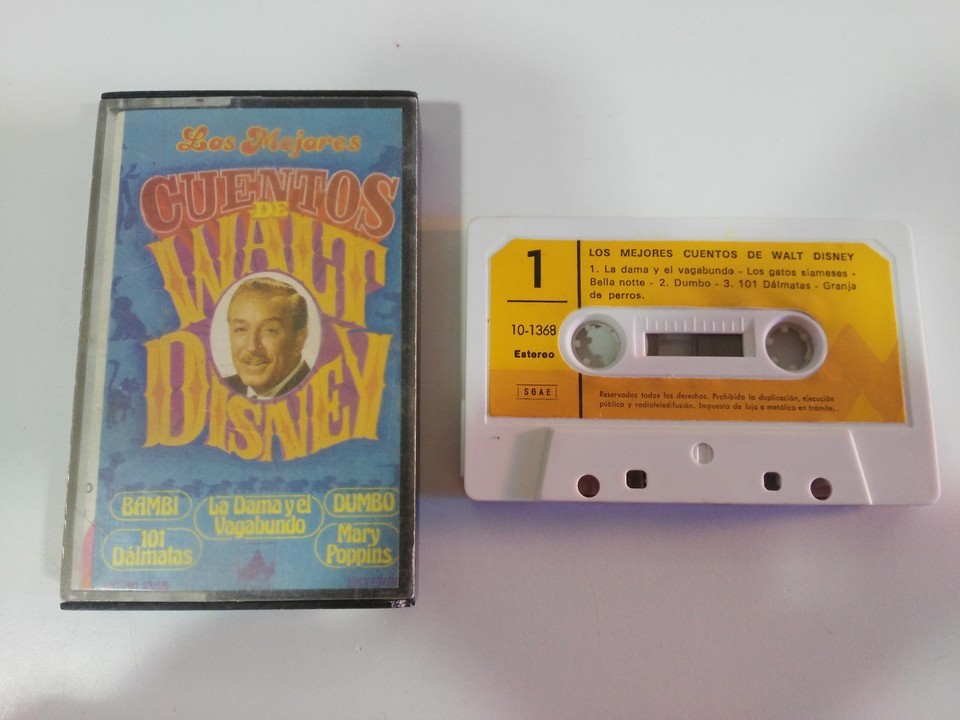 Los Mejores
CUENTOS
DE
WALT
DISNEY
BAMBI
La Dama y el
Vagabundo
DUMBO
101
Dálmatas
Mary
Poppins
1
LOS MEJORES CUENTOS DE WALT DISNEY
1. La dama y el vagabundo - Los gatos siameses -
Bella notte - 2. Dumbo - 3. 101 Dálmatas - Granja
de perros.
10-1368
Estereo
SGAE
Reservados todos los derechos. Prohibida la duplicación, ejecución
pública y radioteledifusión. Impuesto de lujo a metálico en trámite.